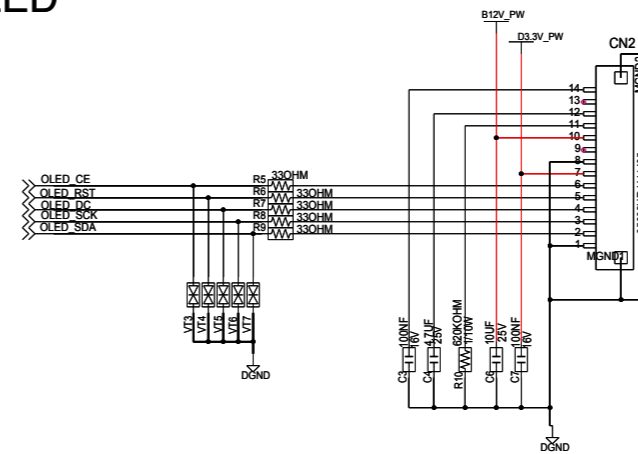 B12V_PW
D3.3V_PW
CN2
14
13
12
11
10
9
8
7
6
5
4
3
2
1
MGND1
OLED_CE
OLED_RST
OLED_DC
OLED_SCK
OLED_SDA
R5 33OHM
R6 33OHM
R7 33OHM
R8 33OHM
R9 33OHM
VT3
VT4
VT5
VT6
VT7
DGND
C3 100NF 16V
C4 4.7UF 25V
R10 620KOHM 1/10W
C6 10UF 25V
C7 100NF 16V
DGND